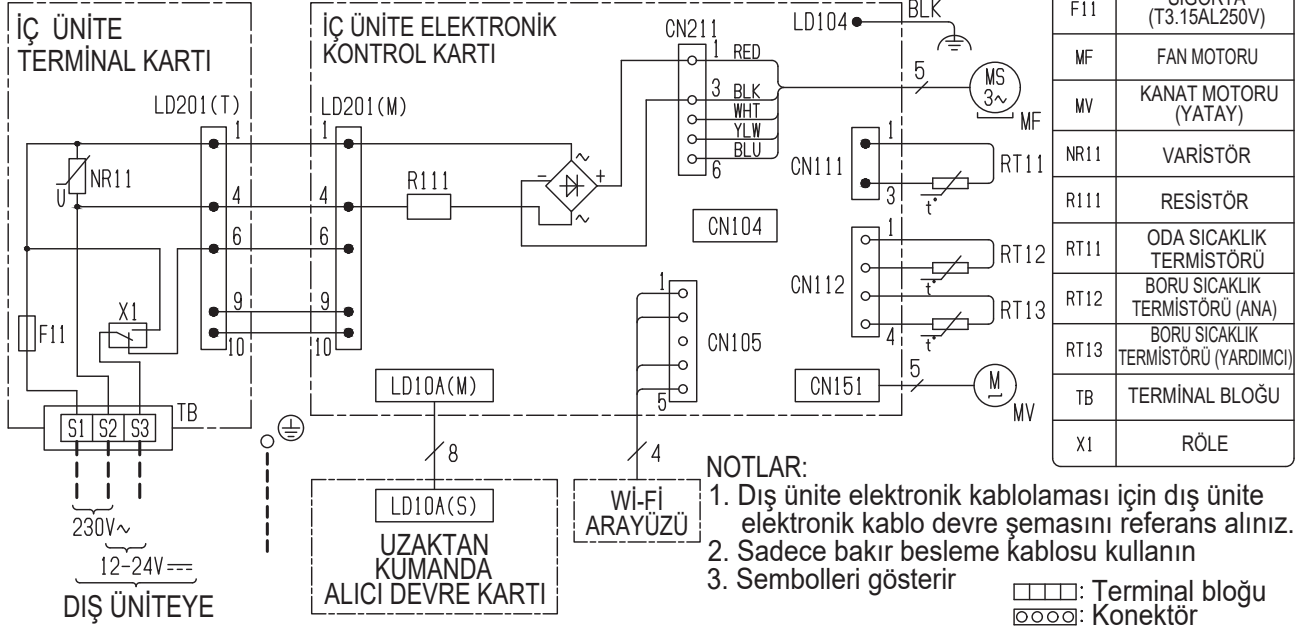 İÇ ÜNİTE
TERMİNAL KARTI
LD201(T)
1
4
6
9
10
NR11
U
X1
F11
S1 S2 S3
TB
230V~
12-24V
DIŞ ÜNİTEYE
İÇ ÜNİTE ELEKTRONİK
KONTROL KARTI
LD201(M)
1
4
6
9
10
R111
~
-
+
~
CN211
1 RED
3 BLK
WHT
YLW
BLU
6
LD104
BLK
5
MS
3~
MF
CN111
1
3
RT11
t°
CN104
CN112
1
4
RT12
t°
RT13
t°
CN105
1
5
CN151
5
M
MV
LD10A(M)
8
LD10A(S)
UZAKTAN
KUMANDA
ALICI DEVRE KARTI
4
Wİ-Fİ
ARAYÜZÜ
F11 SİGORTA
(T3.15AL250V)
MF FAN MOTORU
MV KANAT MOTORU
(YATAY)
NR11 VARİSTÖR
R111 RESİSTÖR
RT11 ODA SICAKLIK
TERMİSTÖRÜ
RT12 BORU SICAKLIK
TERMİSTÖRÜ (ANA)
RT13 BORU SICAKLIK
TERMİSTÖRÜ (YARDIMCI)
TB TERMİNAL BLOĞU
X1 RÖLE
NOTLAR:
1. Dış ünite elektronik kablolaması için dış ünite
elektronik kablo devre şemasını referans alınız.
2. Sadece bakır besleme kablosu kullanın
3. Sembolleri gösterir
: Terminal bloğu
: Konektör